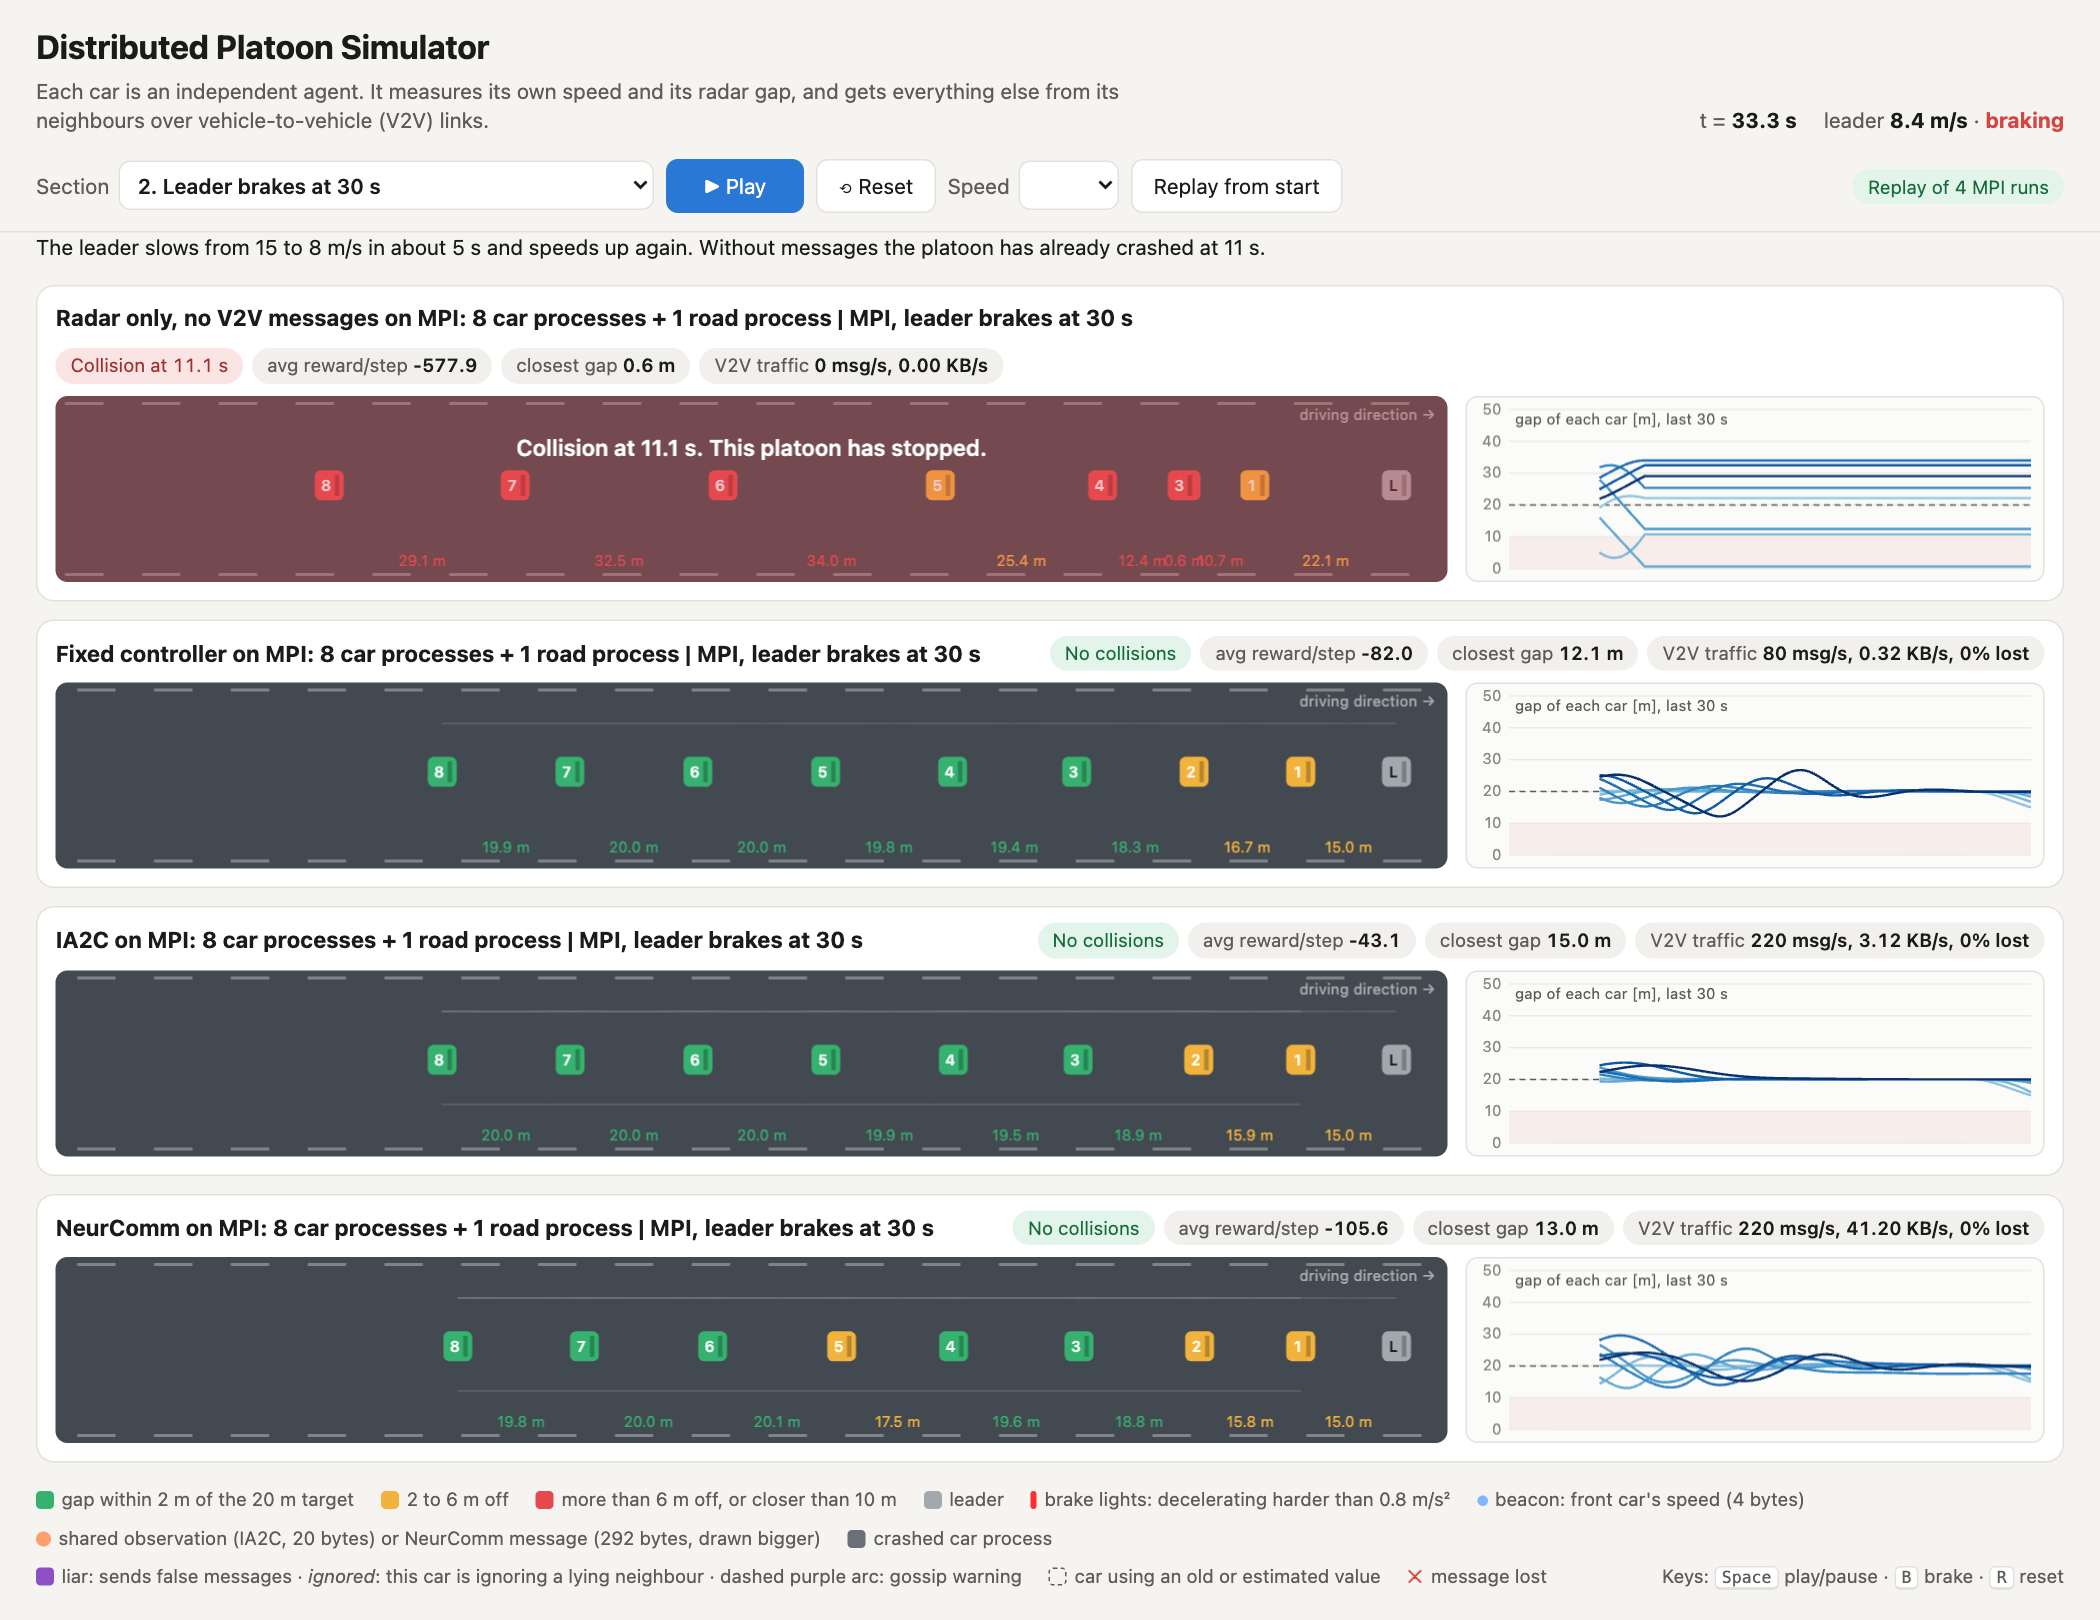 Distributed Platoon Simulator
Each car is an independent agent. It measures its own speed and its radar gap, and gets everything else from its
neighbours over vehicle-to-vehicle (V2V) links.
t = 33.3 s leader 8.4 m/s · braking
Section 2. Leader brakes at 30 s ▶ Play ⟲ Reset Speed Replay from start Replay of 4 MPI runs
The leader slows from 15 to 8 m/s in about 5 s and speeds up again. Without messages the platoon has already crashed at 11 s.
Radar only, no V2V messages on MPI: 8 car processes + 1 road process | MPI, leader brakes at 30 s
Collision at 11.1 s avg reward/step -577.9 closest gap 0.6 m V2V traffic 0 msg/s, 0.00 KB/s
driving direction →
Collision at 11.1 s. This platoon has stopped.
8 7 6 5 4 3 1 L
29.1 m 32.5 m 34.0 m 25.4 m 12.4 m 0.6 m 10.7 m 22.1 m
gap of each car [m], last 30 s
50
40
30
20
10
0
Fixed controller on MPI: 8 car processes + 1 road process | MPI, leader brakes at 30 s
No collisions avg reward/step -82.0 closest gap 12.1 m V2V traffic 80 msg/s, 0.32 KB/s, 0% lost
driving direction →
8 7 6 5 4 3 2 1 L
19.9 m 20.0 m 20.0 m 19.8 m 19.4 m 18.3 m 16.7 m 15.0 m
gap of each car [m], last 30 s
50
40
30
20
10
0
IA2C on MPI: 8 car processes + 1 road process | MPI, leader brakes at 30 s
No collisions avg reward/step -43.1 closest gap 15.0 m V2V traffic 220 msg/s, 3.12 KB/s, 0% lost
driving direction →
8 7 6 5 4 3 2 1 L
20.0 m 20.0 m 20.0 m 19.9 m 19.5 m 18.9 m 15.9 m 15.0 m
gap of each car [m], last 30 s
50
40
30
20
10
0
NeurComm on MPI: 8 car processes + 1 road process | MPI, leader brakes at 30 s
No collisions avg reward/step -105.6 closest gap 13.0 m V2V traffic 220 msg/s, 41.20 KB/s, 0% lost
driving direction →
8 7 6 5 4 3 2 1 L
19.8 m 20.0 m 20.1 m 17.5 m 19.6 m 18.8 m 15.8 m 15.0 m
gap of each car [m], last 30 s
50
40
30
20
10
0
gap within 2 m of the 20 m target 2 to 6 m off more than 6 m off, or closer than 10 m leader brake lights: decelerating harder than 0.8 m/s² beacon: front car's speed (4 bytes)
shared observation (IA2C, 20 bytes) or NeurComm message (292 bytes, drawn bigger) crashed car process
liar: sends false messages · ignored: this car is ignoring a lying neighbour · dashed purple arc: gossip warning car using an old or estimated value message lost Keys: Space play/pause · B brake · R reset